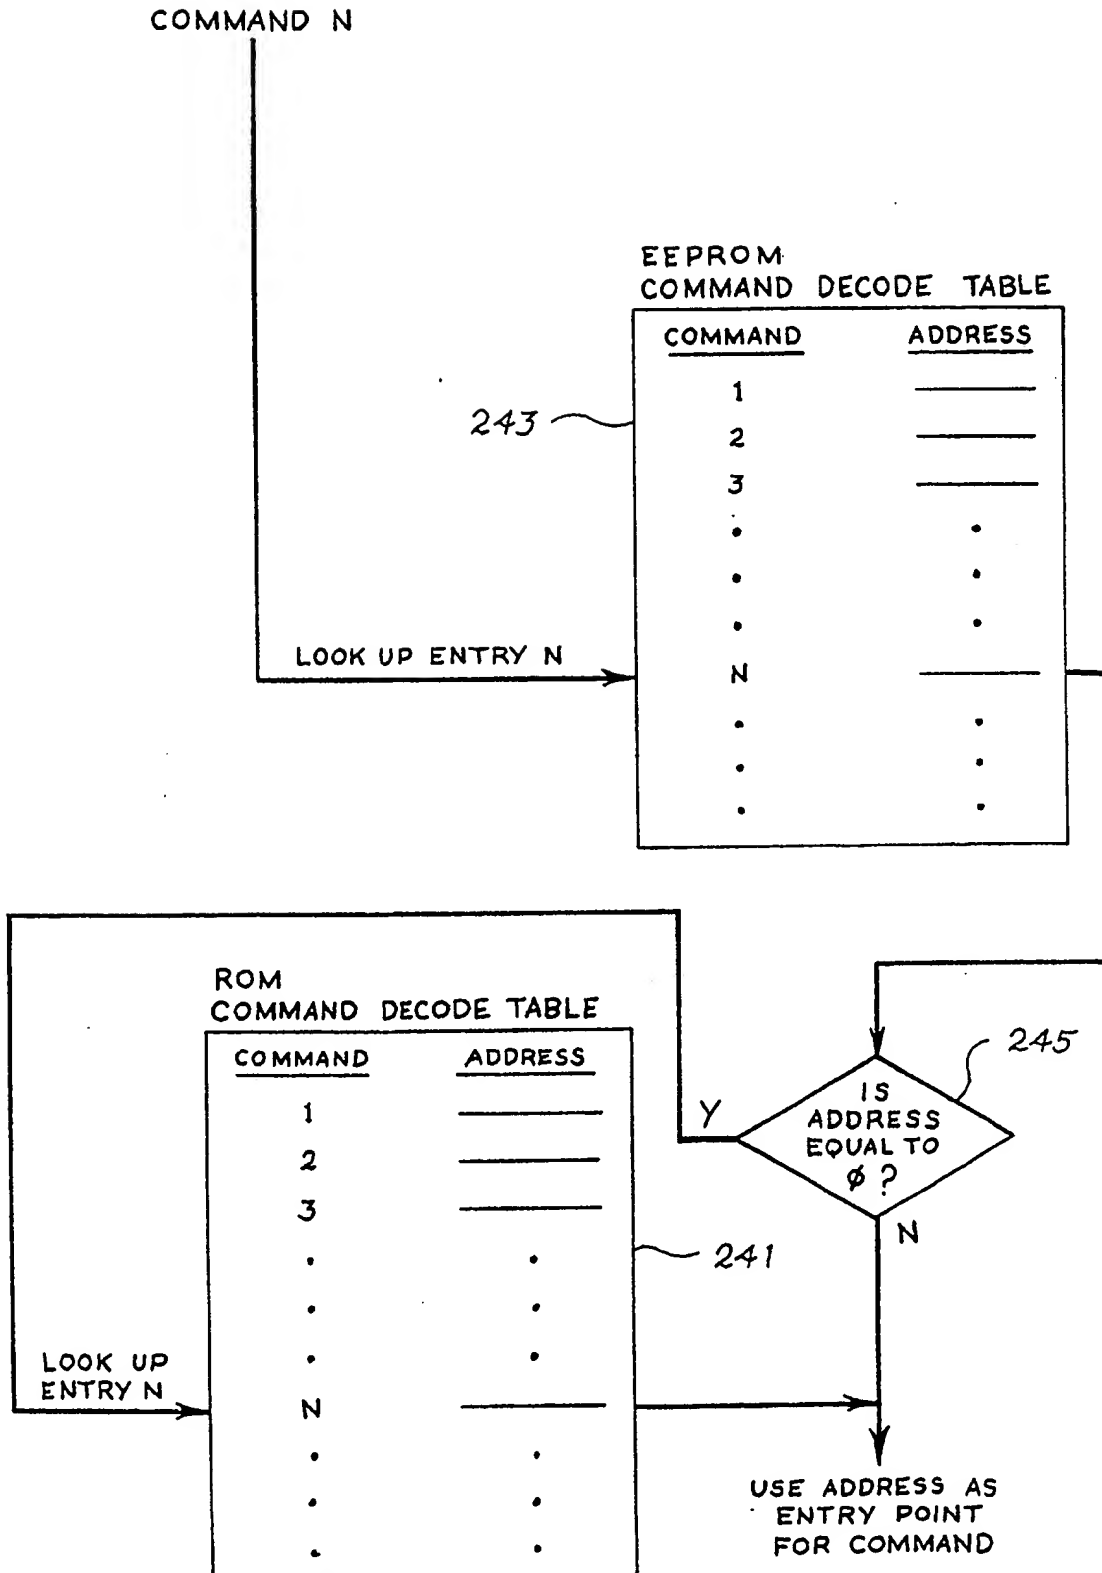 COMMAND N
EEPROM
COMMAND DECODE TABLE
COMMAND ADDRESS
1
2
3
243
LOOK UP ENTRY N
N
ROM
COMMAND DECODE TABLE
COMMAND ADDRESS
1
2
3
241
LOOK UP
ENTRY N
N
245
IS
ADDRESS
EQUAL TO
ø ?
Y
N
USE ADDRESS AS
ENTRY POINT
FOR COMMAND